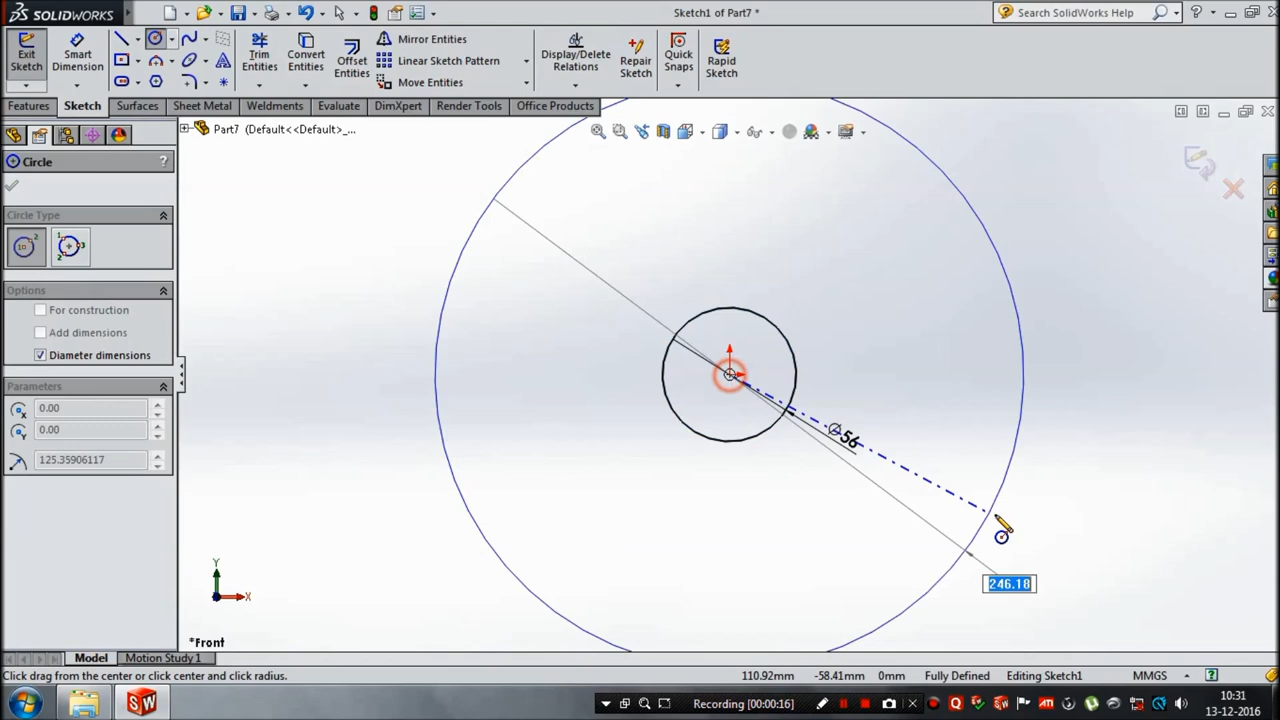 SOLIDWORKS
Sketch1 of Part7 *
Search SolidWorks Help
Exit Sketch
Smart Dimension
Trim Entities
Convert Entities
Offset Entities
Mirror Entities
Linear Sketch Pattern
Move Entities
Display/Delete Relations
Repair Sketch
Quick Snaps
Rapid Sketch
Features
Sketch
Surfaces
Sheet Metal
Weldments
Evaluate
DimXpert
Render Tools
Office Products
Part7 (Default<<Default>_...
Circle
?
Circle Type
Options
For construction
Add dimensions
Diameter dimensions
Parameters
0.00
0.00
125.35906117
∅56
246.18
Y
X
*Front
Model
Motion Study 1
Click drag from the center or click center and click radius.
110.92mm
-58.41mm
0mm
Fully Defined
Editing Sketch1
MMGS
Recording [00:00:16]
10:31
13-12-2016